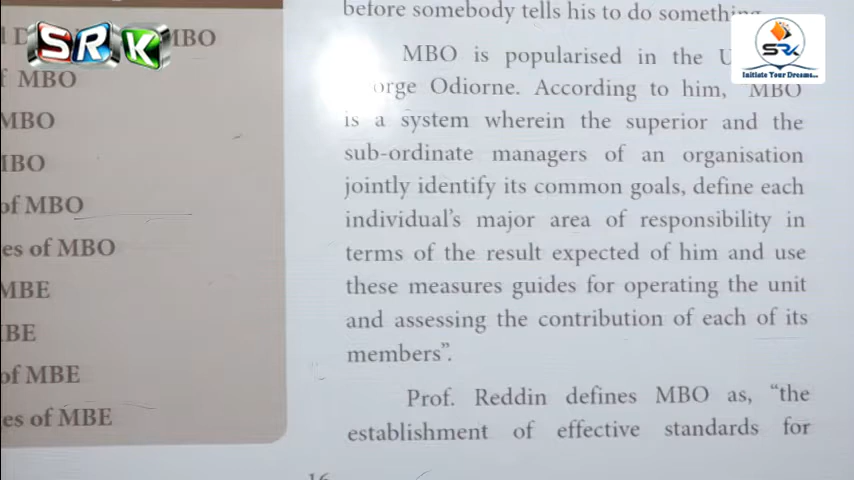 SRK
MBO
f MBO
MBO
IBO
of MBO
es of MBO
MBE
BE
of MBE
es of MBE
before somebody tells his to do something
MBO is popularised in the U
orge Odiorne. According to him, "MBO
is a system wherein the superior and the
sub-ordinate managers of an organisation
jointly identify its common goals, define each
individual's major area of responsibility in
terms of the result expected of him and use
these measures guides for operating the unit
and assessing the contribution of each of its
members”.
Prof. Reddin defines MBO as, “the
establishment of effective standards for
16
SRK
Initiate Your Dreams...